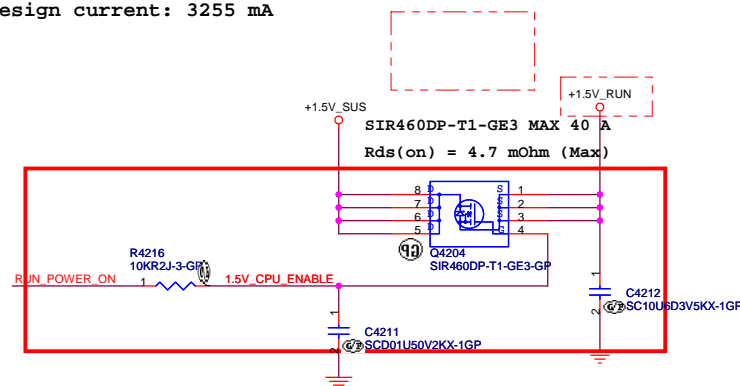 esign current: 3255 mA
+1.5V_RUN
+1.5V_SUS
SIR460DP-T1-GE3 MAX 40 A
Rds(on) = 4.7 mOhm (Max)
8 D S 1
7 D S 2
6 D S 3
5 D G 4
Q4204
SIR460DP-T1-GE3-GP
R4216
10KR2J-3-GP
RUN_POWER_ON 1 2 1.5V_CPU_ENABLE
1
C4212
2 SC10U6D3V5KX-1GP
1
C4211
2 SCD01U50V2KX-1GP